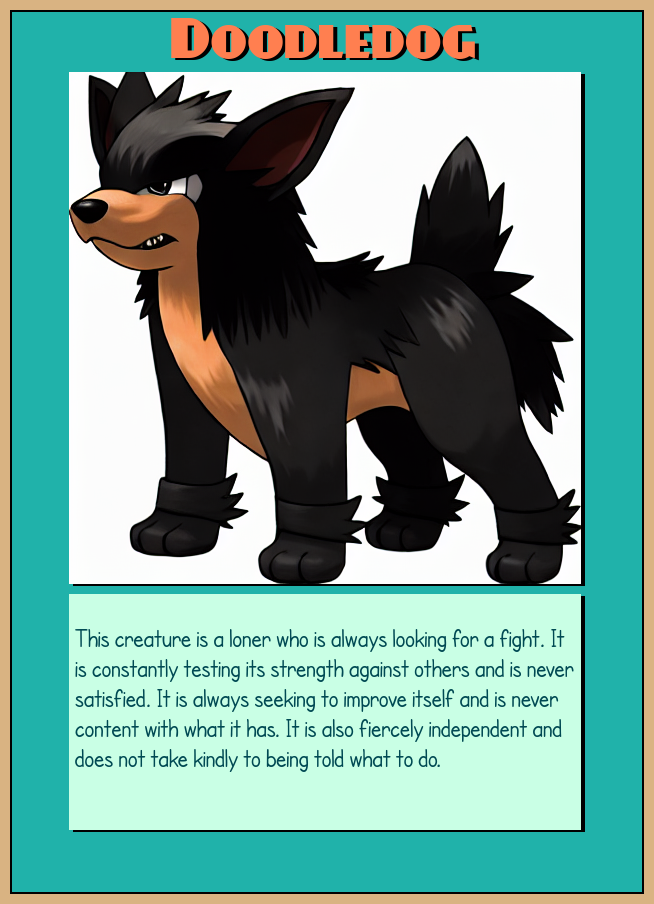 Doodledog
This creature is a loner who is always looking for a fight. It
is constantly testing its strength against others and is never
satisfied. It is always seeking to improve itself and is never
content with what it has. It is also fiercely independent and
does not take kindly to being told what to do.